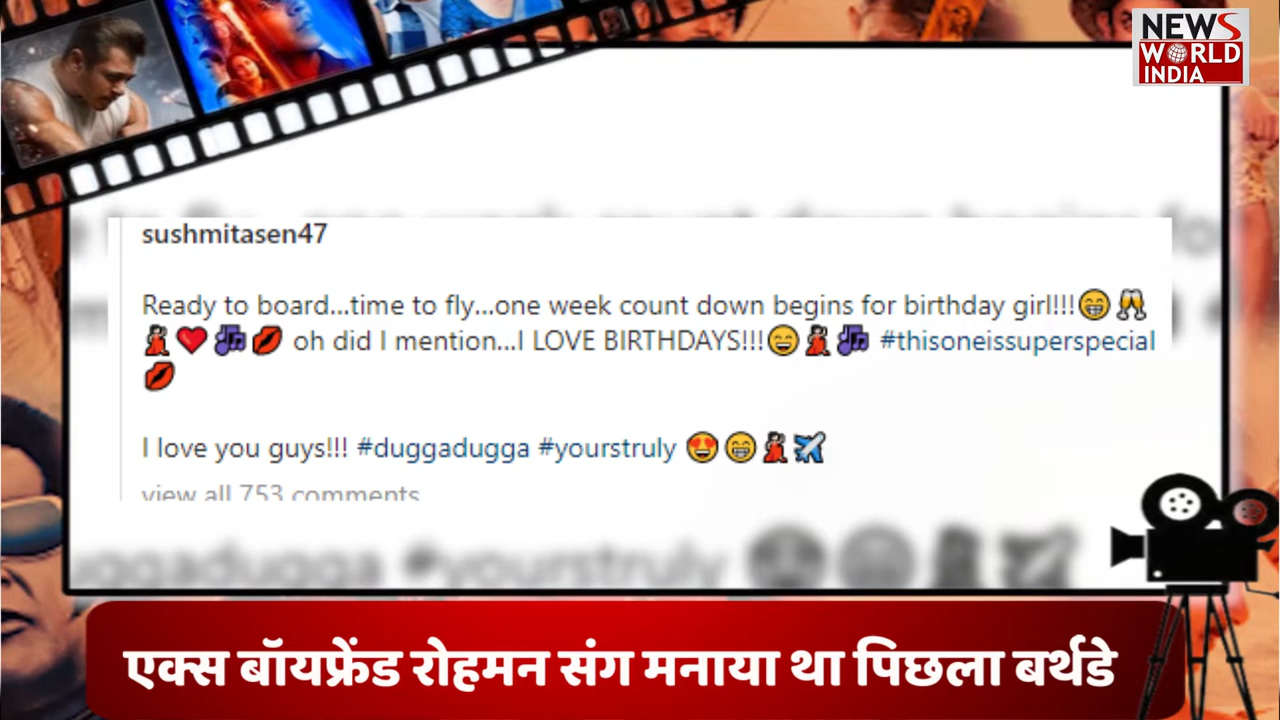 NEWS
WORLD
INDIA
sushmitasen47
Ready to board...time to fly...one week count down begins for birthday girl!!!😁🥂
💃❤️🎶💋 oh did I mention...I LOVE BIRTHDAYS!!!😄💃🎶 #thisoneissuperspecial
💋
I love you guys!!! #duggadugga #yourstruly 😍😁💃✈️
view all 753 comments
uggadugga #yourstruly
एक्स बॉयफ्रेंड रोहमन संग मनाया था पिछला बर्थडे